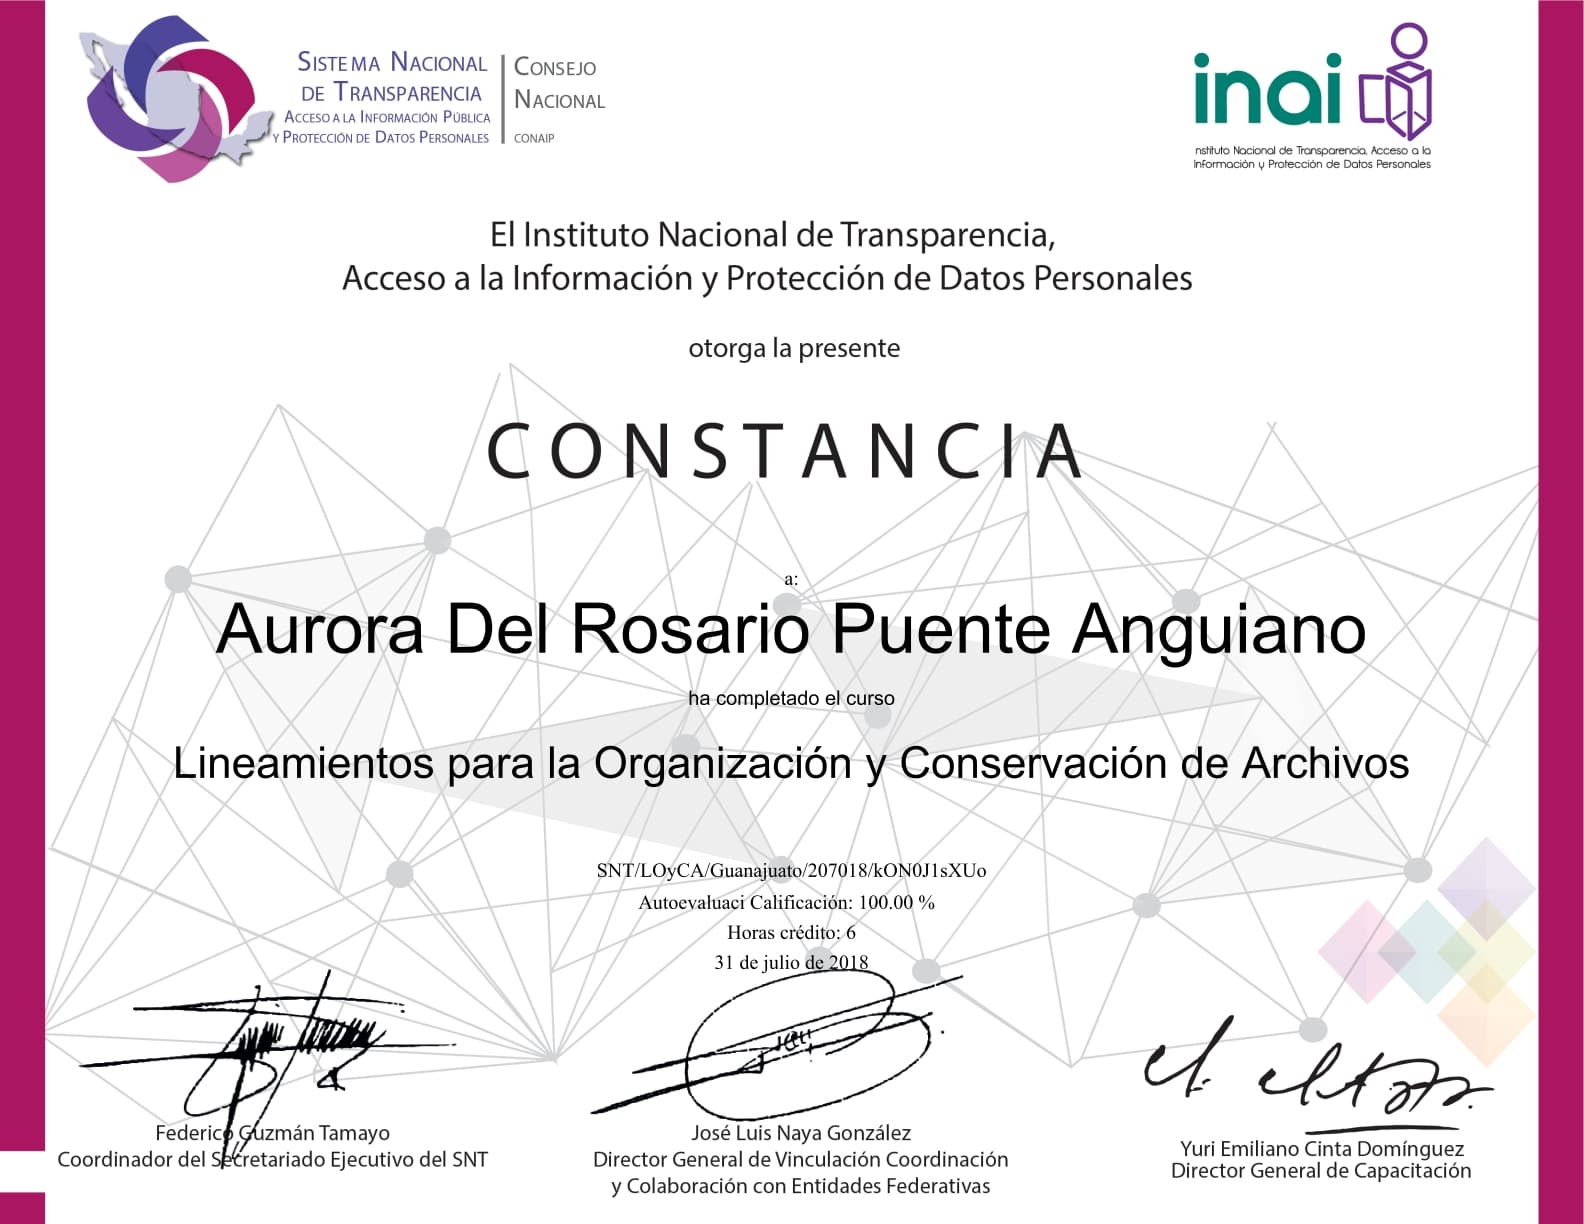 SISTEMA NACIONAL
DE TRANSPARENCIA
ACCESO A LA INFORMACIÓN PÚBLICA
Y PROTECCIÓN DE DATOS PERSONALES
CONSEJO
NACIONAL
CONAIP
inai
nstituto Nacional de Transparencia, Acceso a la
Información y Protección de Datos Personales
El Instituto Nacional de Transparencia,
Acceso a la Información y Protección de Datos Personales
otorga la presente
CONSTANCIA
a:
Aurora Del Rosario Puente Anguiano
ha completado el curso
Lineamientos para la Organización y Conservación de Archivos
SNT/LOyCA/Guanajuato/207018/kON0J1sXUo
Autoevaluaci Calificación: 100.00 %
Horas crédito: 6
31 de julio de 2018
Federico Guzmán Tamayo
Coordinador del Secretariado Ejecutivo del SNT
José Luis Naya González
Director General de Vinculación Coordinación
y Colaboración con Entidades Federativas
Yuri Emiliano Cinta Domínguez
Director General de Capacitación